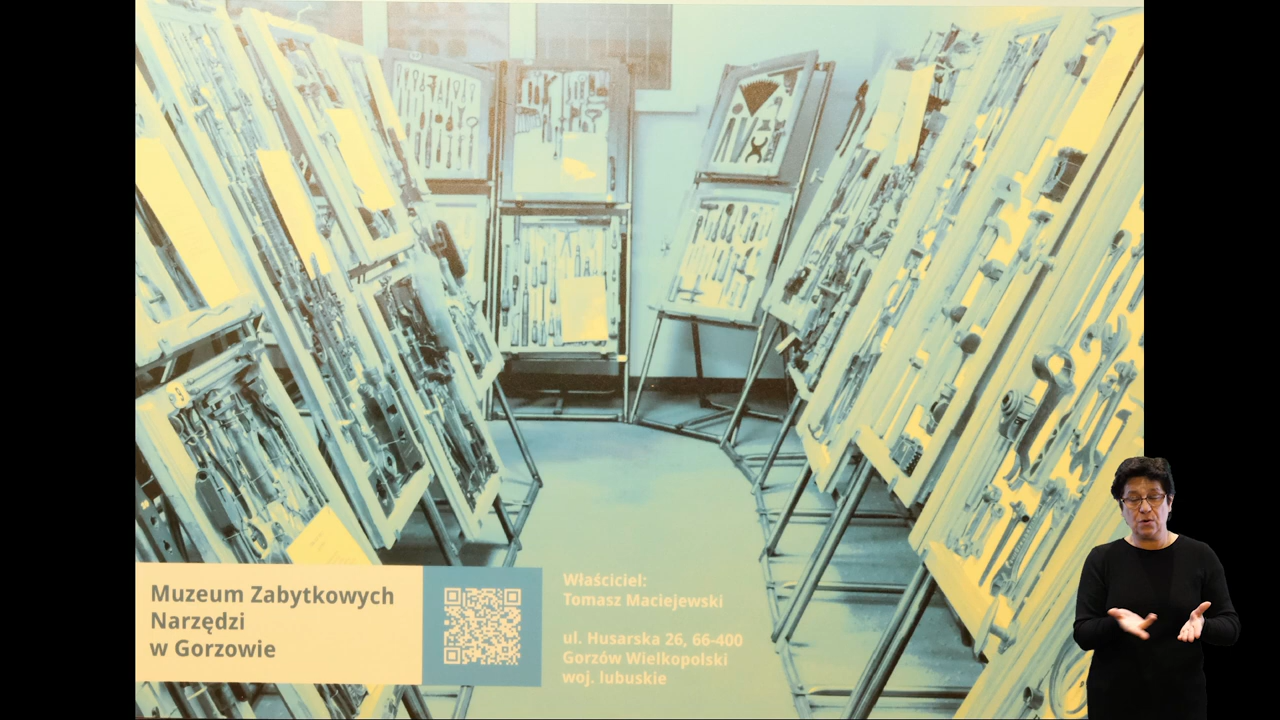 Muzeum Zabytkowych
Narzędzi
w Gorzowie
Właściciel:
Tomasz Maciejewski
ul. Husarska 26, 66-400
Gorzów Wielkopolski
woj. lubuskie